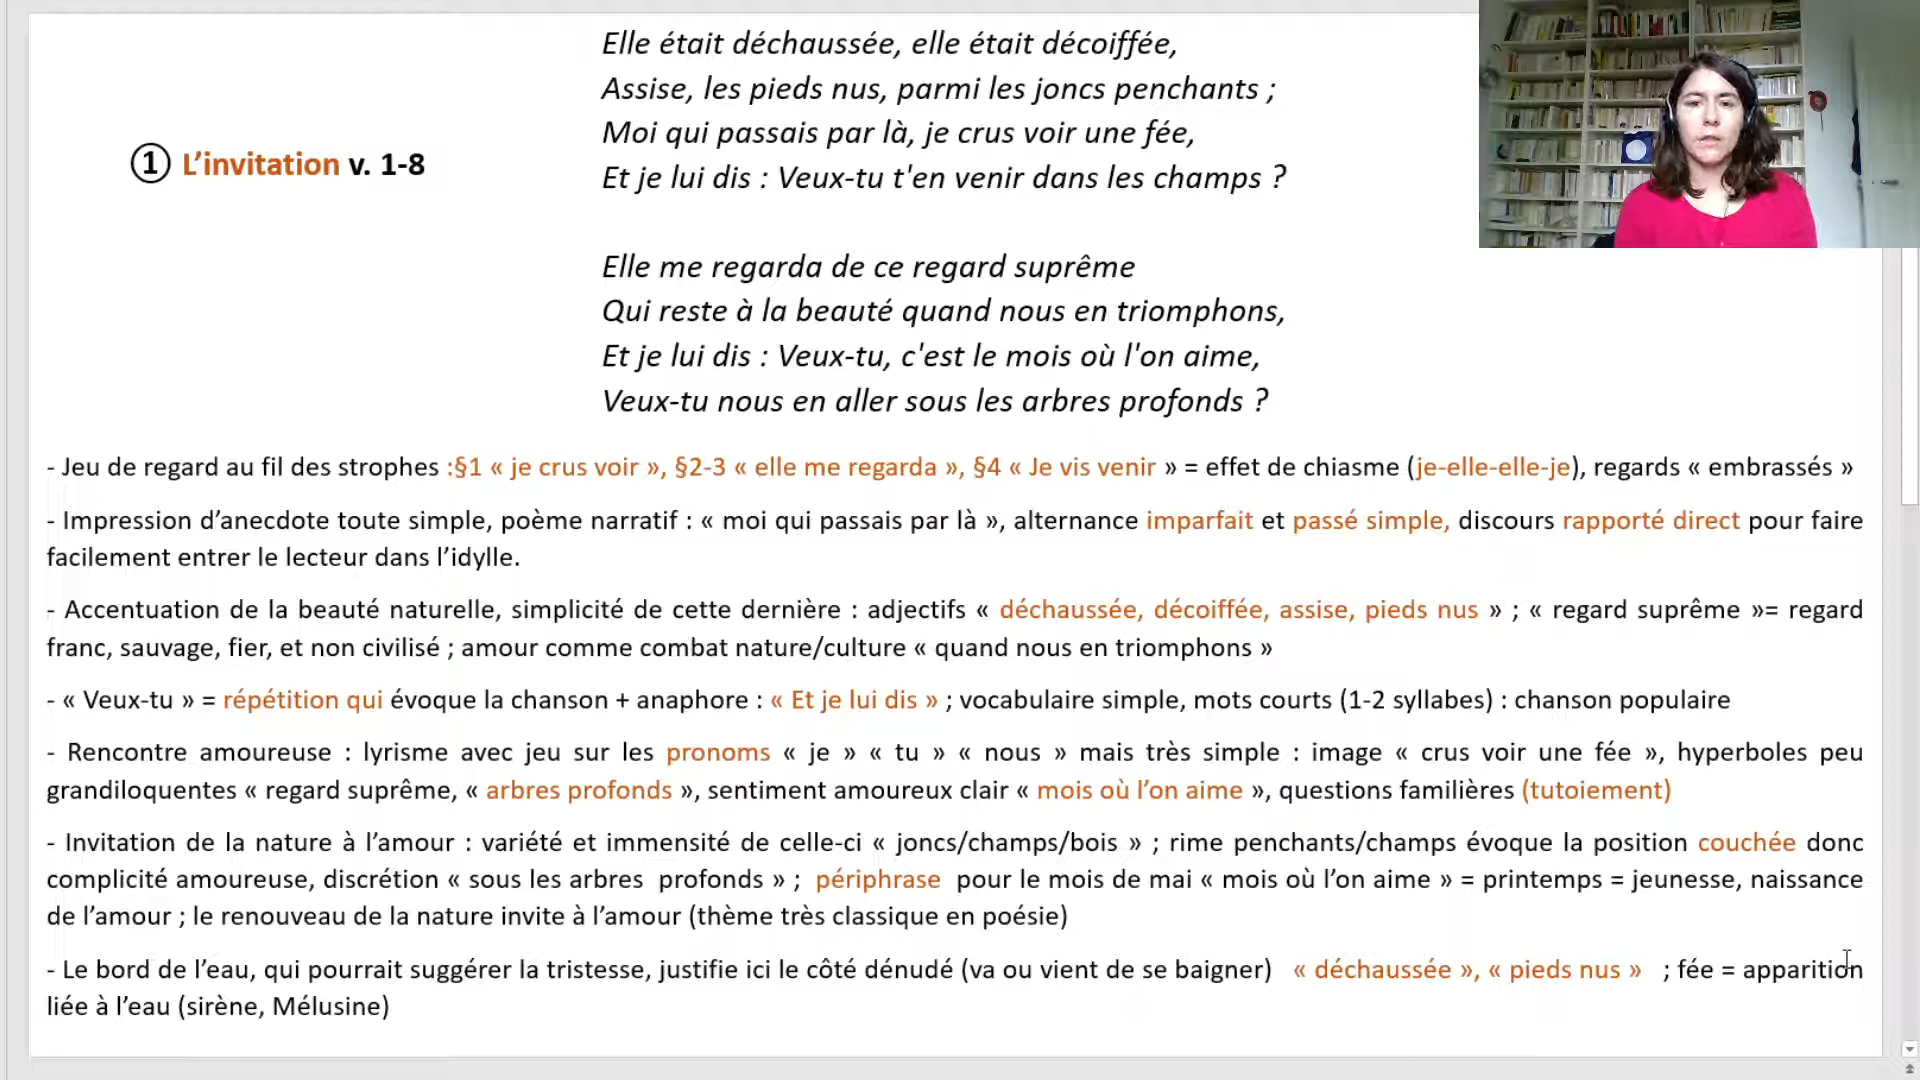 Elle était déchaussée, elle était décoiffée,
Assise, les pieds nus, parmi les joncs penchants ;
Moi qui passais par là, je crus voir une fée,
Et je lui dis : Veux-tu t'en venir dans les champs ?
① L’invitation v. 1-8
Elle me regarda de ce regard suprême
Qui reste à la beauté quand nous en triomphons,
Et je lui dis : Veux-tu, c'est le mois où l'on aime,
Veux-tu nous en aller sous les arbres profonds ?
- Jeu de regard au fil des strophes :§1 « je crus voir », §2-3 « elle me regarda », §4 « Je vis venir » = effet de chiasme (je-elle-elle-je), regards « embrassés »
- Impression d’anecdote toute simple, poème narratif : « moi qui passais par là », alternance imparfait et passé simple, discours rapporté direct pour faire
facilement entrer le lecteur dans l’idylle.
- Accentuation de la beauté naturelle, simplicité de cette dernière : adjectifs « déchaussée, décoiffée, assise, pieds nus » ; « regard suprême »= regard
franc, sauvage, fier, et non civilisé ; amour comme combat nature/culture « quand nous en triomphons »
- « Veux-tu » = répétition qui évoque la chanson + anaphore : « Et je lui dis » ; vocabulaire simple, mots courts (1-2 syllabes) : chanson populaire
- Rencontre amoureuse : lyrisme avec jeu sur les pronoms « je » « tu » « nous » mais très simple : image « crus voir une fée », hyperboles peu
grandiloquentes « regard suprême, « arbres profonds », sentiment amoureux clair « mois où l’on aime », questions familières (tutoiement)
- Invitation de la nature à l’amour : variété et immensité de celle-ci « joncs/champs/bois » ; rime penchants/champs évoque la position couchée donc
complicité amoureuse, discrétion « sous les arbres profonds » ; périphrase pour le mois de mai « mois où l’on aime » = printemps = jeunesse, naissance
de l’amour ; le renouveau de la nature invite à l’amour (thème très classique en poésie)
- Le bord de l’eau, qui pourrait suggérer la tristesse, justifie ici le côté dénudé (va ou vient de se baigner) « déchaussée », « pieds nus » ; fée = apparition
liée à l’eau (sirène, Mélusine)